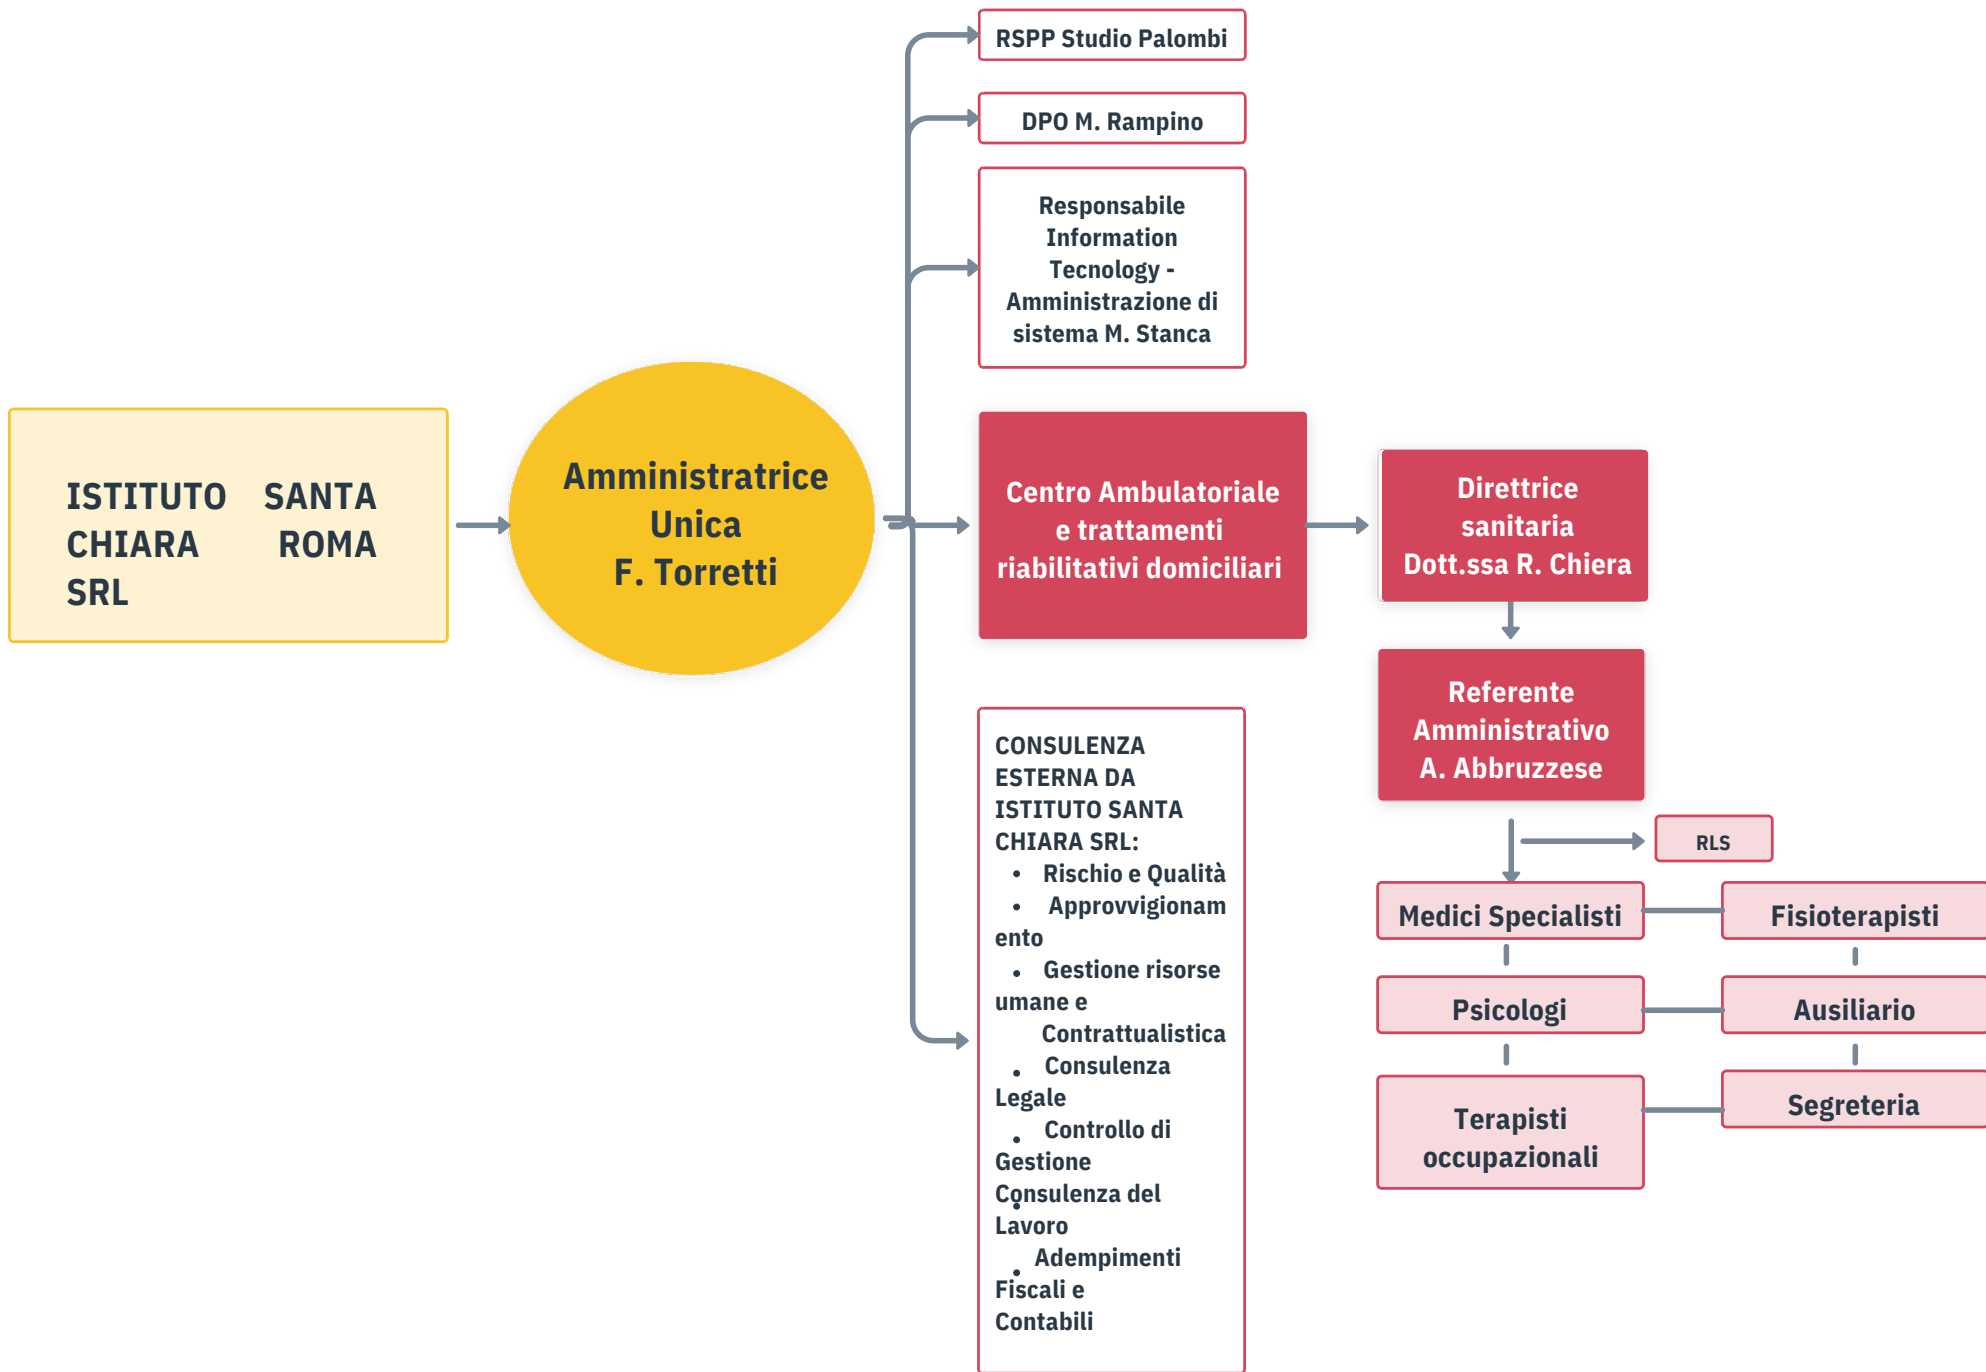 RSPP Studio Palombi
DPO M. Rampino
Responsabile
Information
Tecnology -
Amministrazione di
sistema M. Stanca
ISTITUTO SANTA
CHIARA ROMA
SRL
Amministratrice
Unica
F. Torretti
Centro Ambulatoriale
e trattamenti
riabilitativi domiciliari
Direttrice
sanitaria
Dott.ssa R. Chiera
Referente
Amministrativo
A. Abbruzzese
CONSULENZA
ESTERNA DA
ISTITUTO SANTA
CHIARA SRL:
• Rischio e Qualità
• Approvvigionam
ento
• Gestione risorse
umane e
Contrattualistica
• Consulenza
Legale
• Controllo di
Gestione
• Consulenza del
Lavoro
• Adempimenti
Fiscali e
Contabili
RLS
Medici Specialisti
Fisioterapisti
Psicologi
Ausiliario
Terapisti
occupazionali
Segreteria